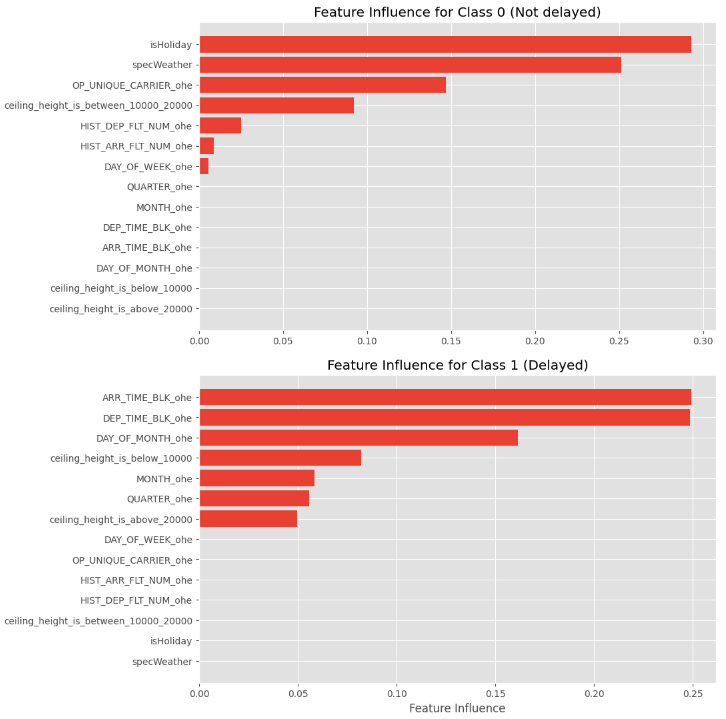 Feature Influence for Class 0 (Not delayed)
isHoliday
specWeather
OP_UNIQUE_CARRIER_ohe
ceiling_height_is_between_10000_20000
HIST_DEP_FLT_NUM_ohe
HIST_ARR_FLT_NUM_ohe
DAY_OF_WEEK_ohe
QUARTER_ohe
MONTH_ohe
DEP_TIME_BLK_ohe
ARR_TIME_BLK_ohe
DAY_OF_MONTH_ohe
ceiling_height_is_below_10000
ceiling_height_is_above_20000
0.00 0.05 0.10 0.15 0.20 0.25 0.30
Feature Influence for Class 1 (Delayed)
ARR_TIME_BLK_ohe
DEP_TIME_BLK_ohe
DAY_OF_MONTH_ohe
ceiling_height_is_below_10000
MONTH_ohe
QUARTER_ohe
ceiling_height_is_above_20000
DAY_OF_WEEK_ohe
OP_UNIQUE_CARRIER_ohe
HIST_ARR_FLT_NUM_ohe
HIST_DEP_FLT_NUM_ohe
ceiling_height_is_between_10000_20000
isHoliday
specWeather
0.00 0.05 0.10 0.15 0.20 0.25
Feature Influence